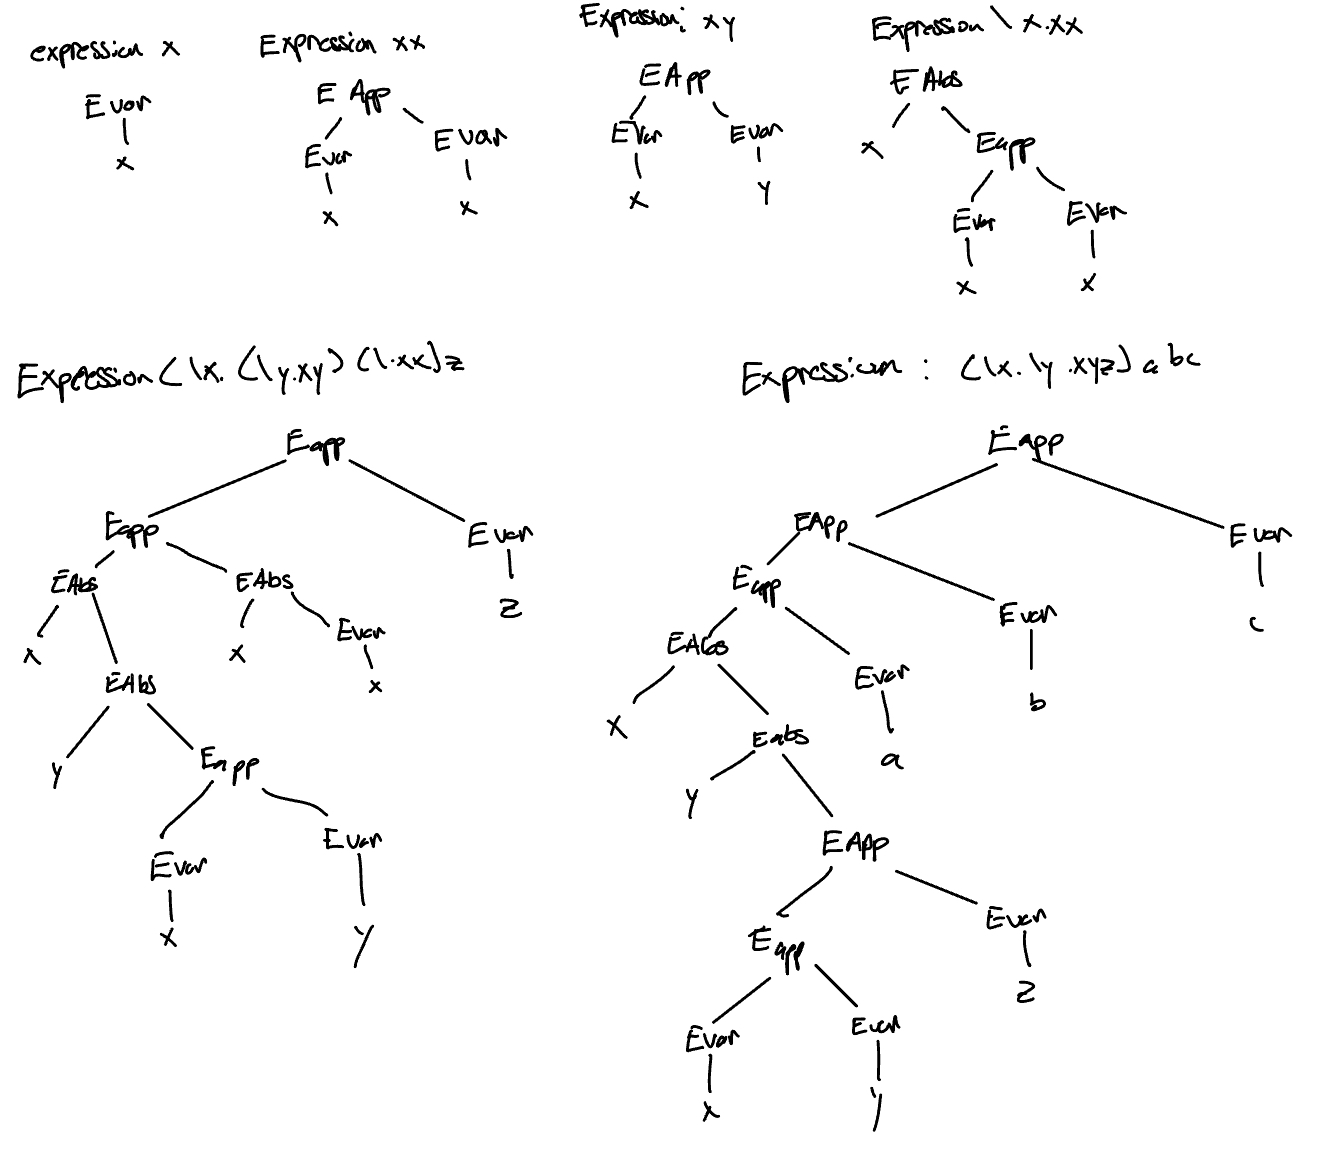 expression x
Expression xx
Expression: xy
Expression \x.xx
Evar
x
E App
Evar Evar
x x
EApp
EVar Evar
x y
EAbs
x Eapp
Evar EVar
x x
Expression (\x. (\y.xy) (\.xx)z
Eapp
Eapp Evar
EAbs EAbs z
x x Evar
x
EAbs
y Eapp
Evar Evar
x y
Expression : (\x.\y.xyz) abc
Eapp
EApp Evar
Eapp Evar c
EAbs Evar b
x Eabs a
y EApp
Eapp Evar
z
Evar Evar
x y